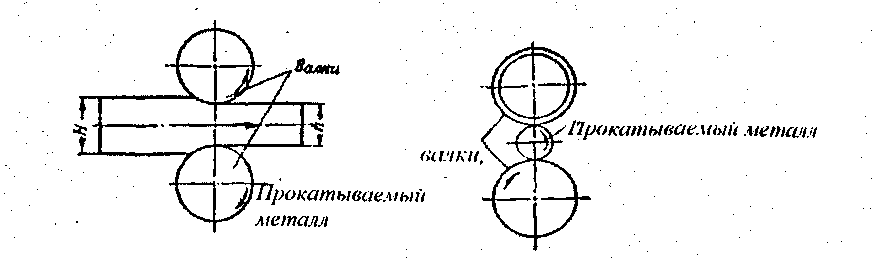 Валки
H
h
Прокатываемый
металл
Прокатываемый металл
валки,